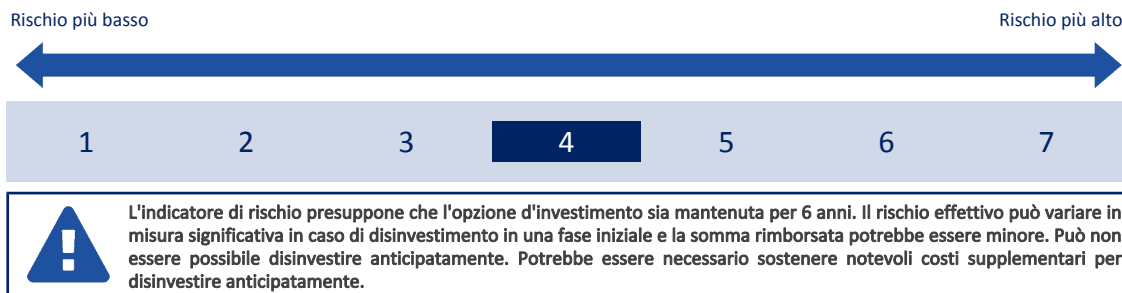 Rischio più basso
Rischio più alto
1 2 3 4 5 6 7
L'indicatore di rischio presuppone che l'opzione d'investimento sia mantenuta per 6 anni. Il rischio effettivo può variare in
misura significativa in caso di disinvestimento in una fase iniziale e la somma rimborsata potrebbe essere minore. Può non
essere possibile disinvestire anticipatamente. Potrebbe essere necessario sostenere notevoli costi supplementari per
disinvestire anticipatamente.